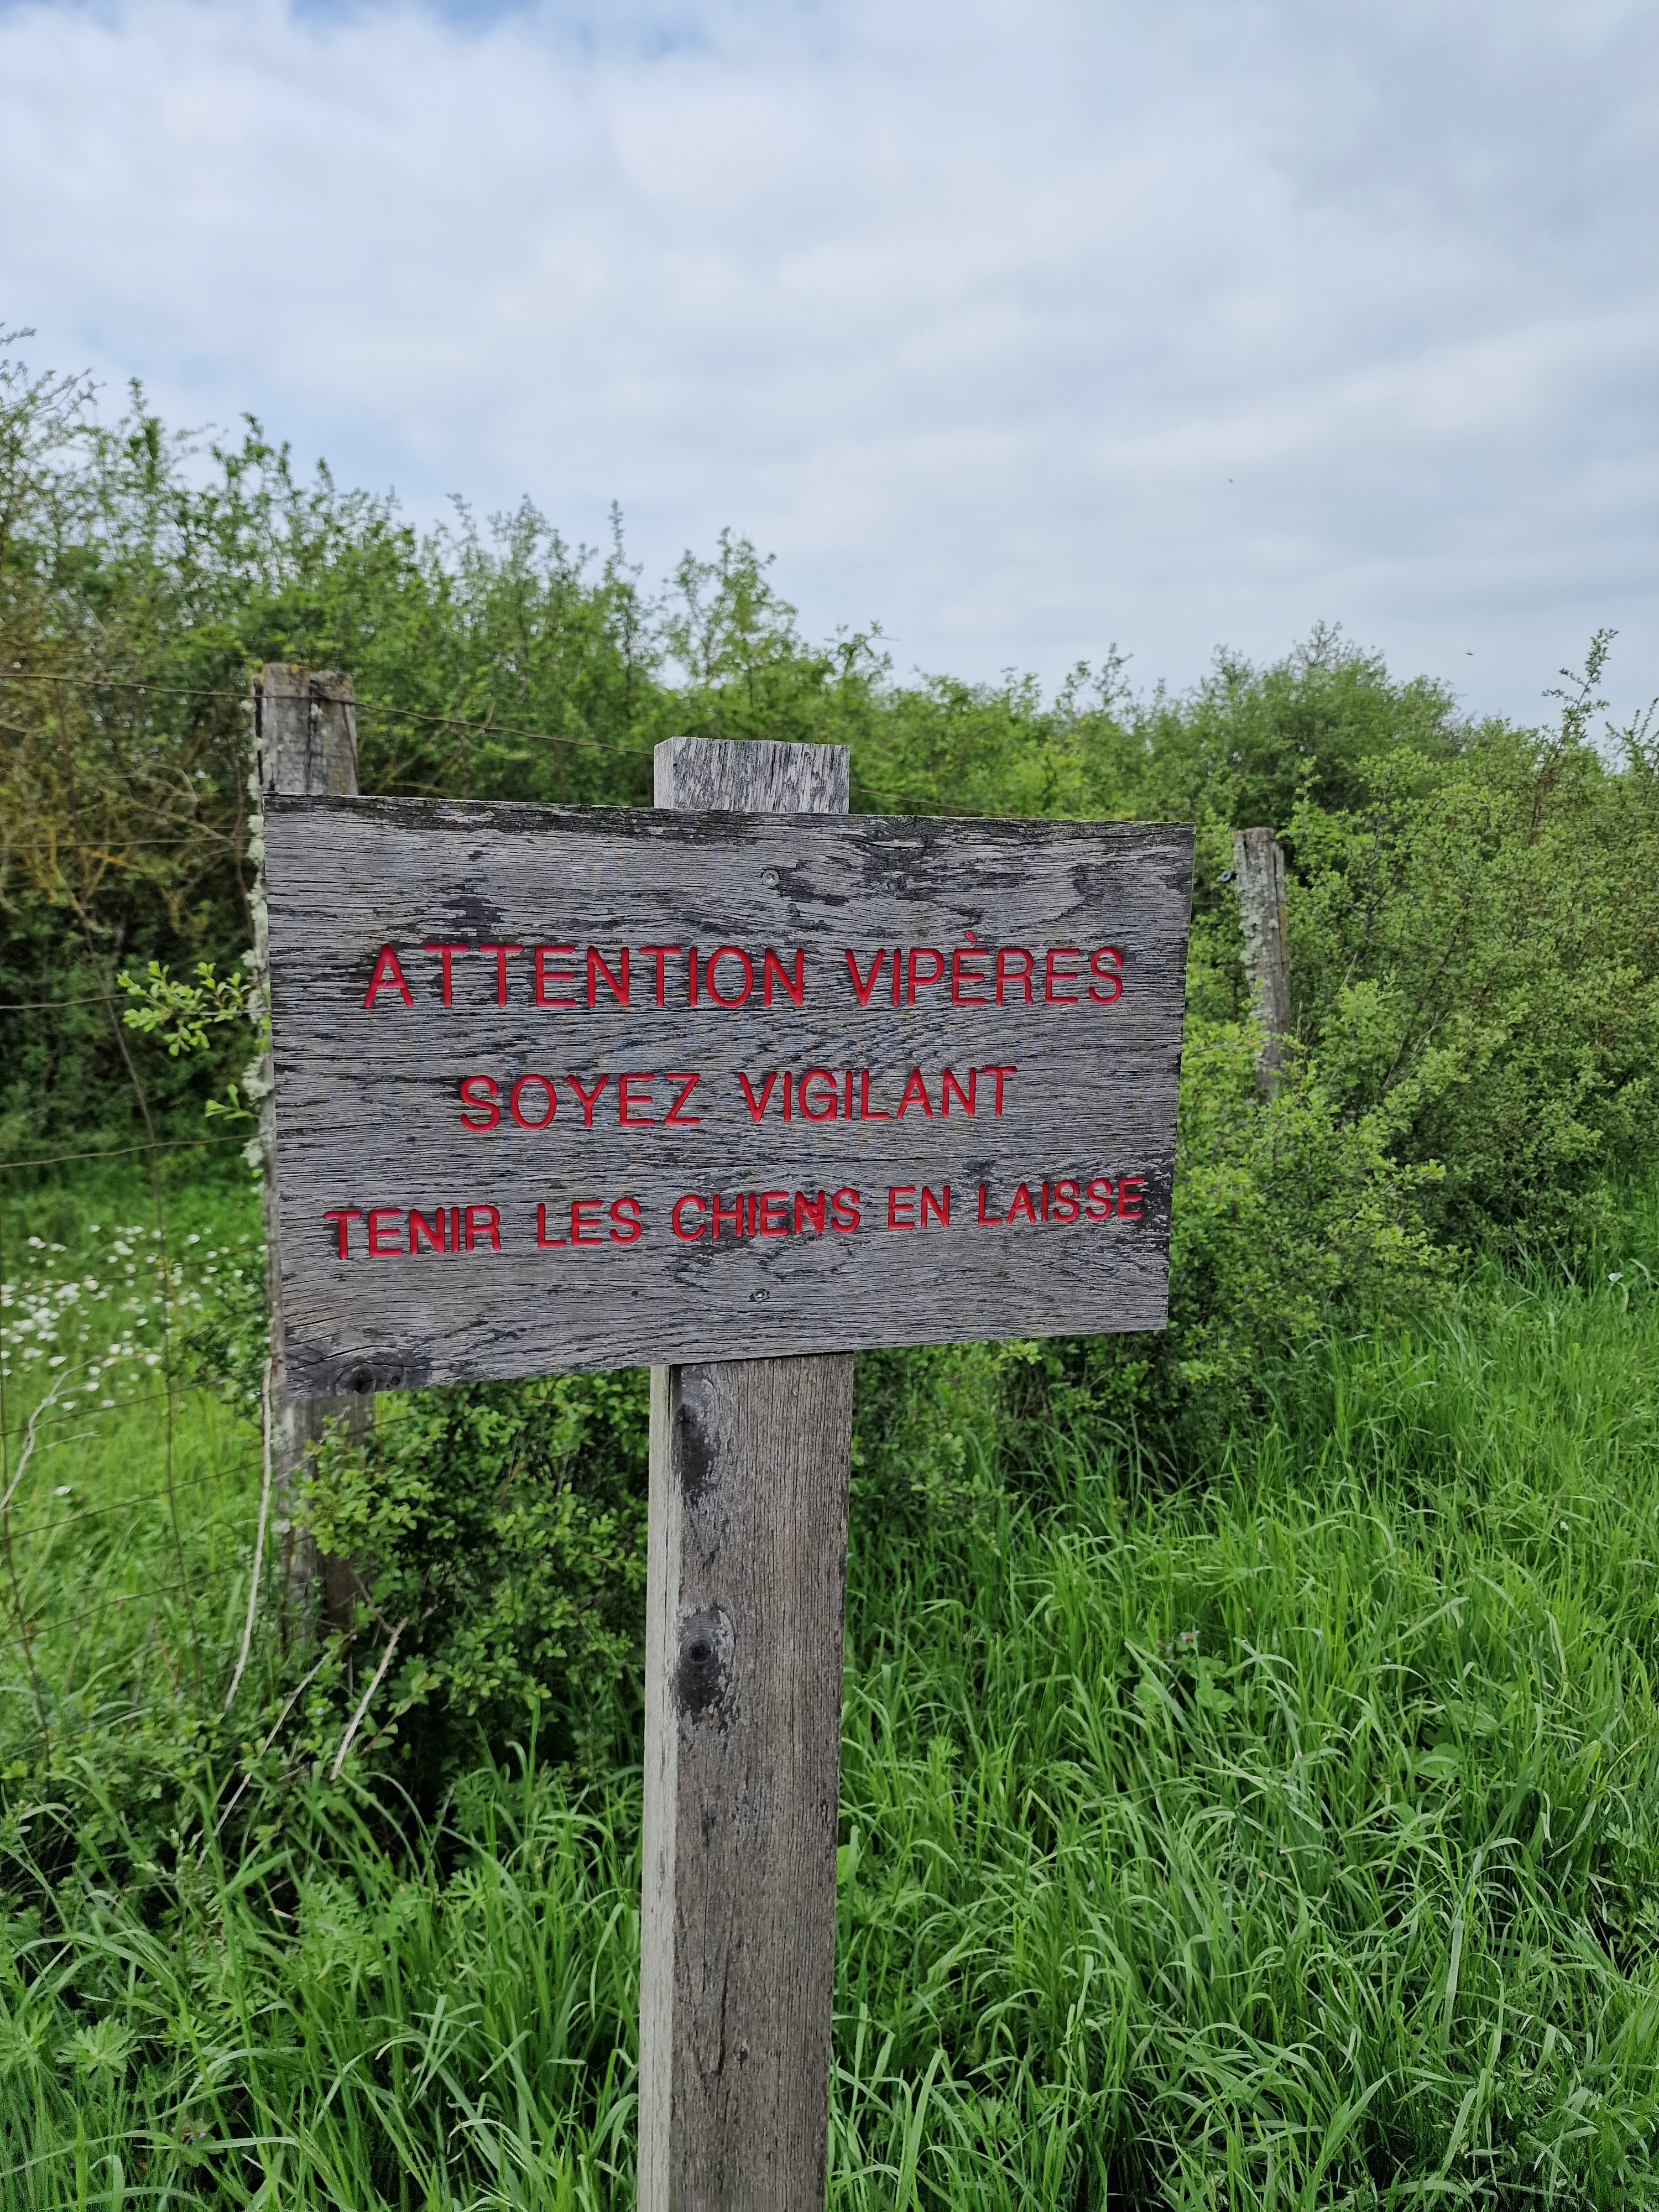 ATTENTION VIPÈRES
SOYEZ VIGILANT
TENIR LES CHIENS EN LAISSE